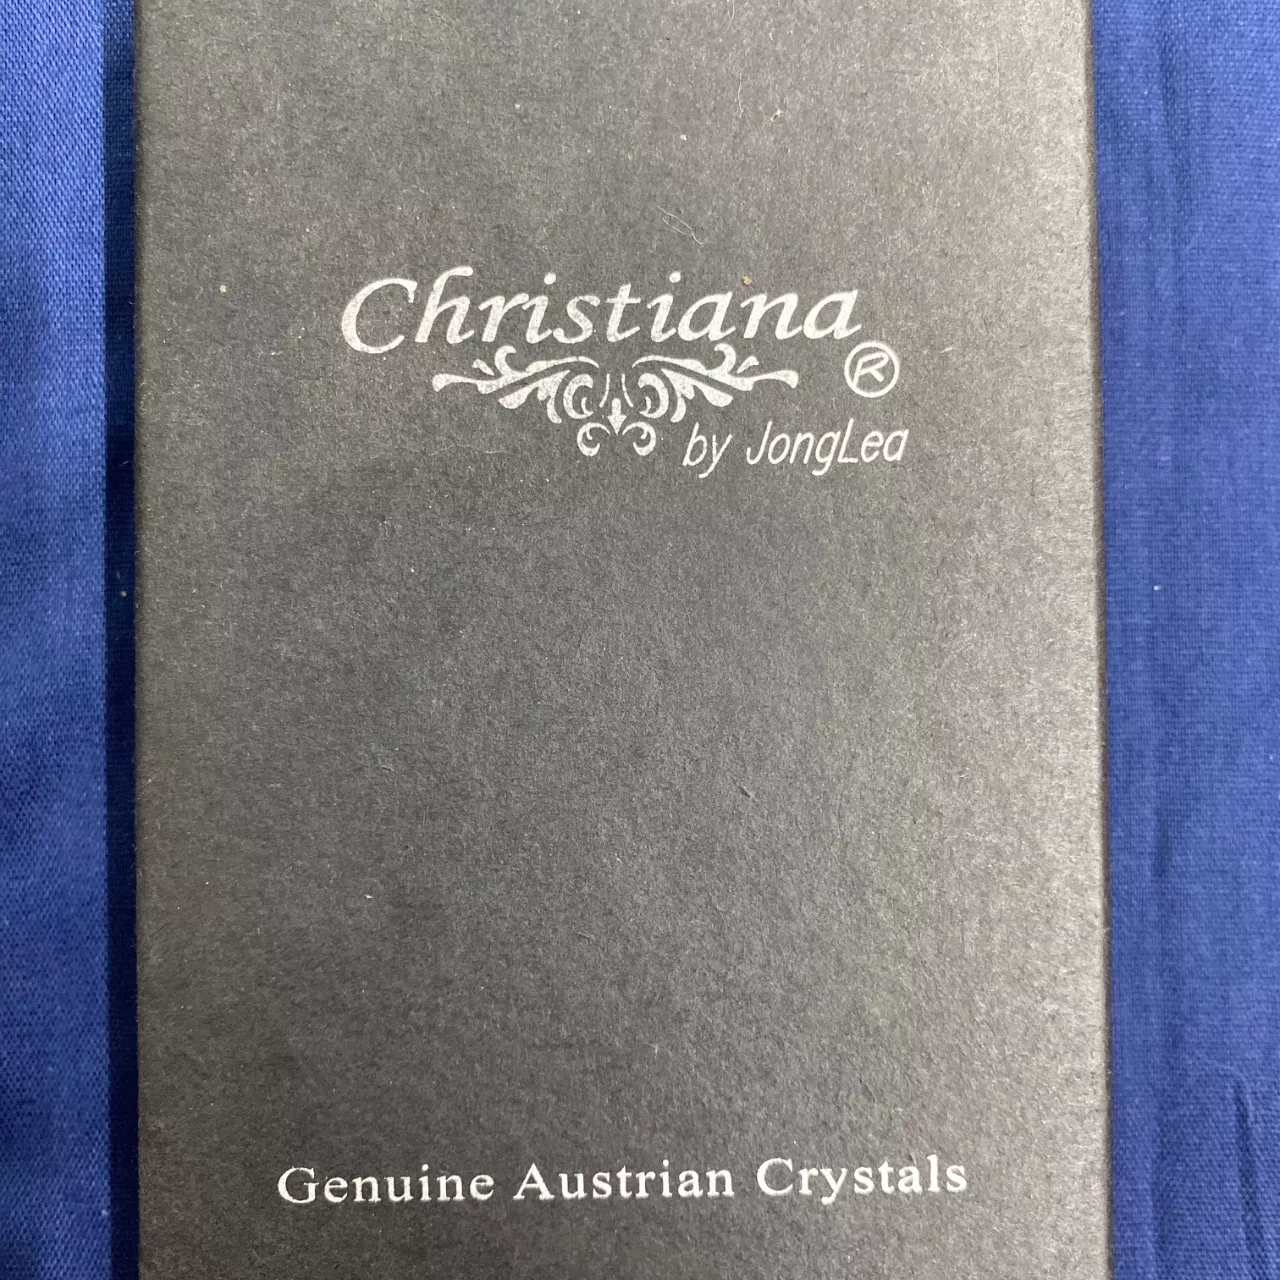 Christiana
®
by JongLea
Genuine Austrian Crystals